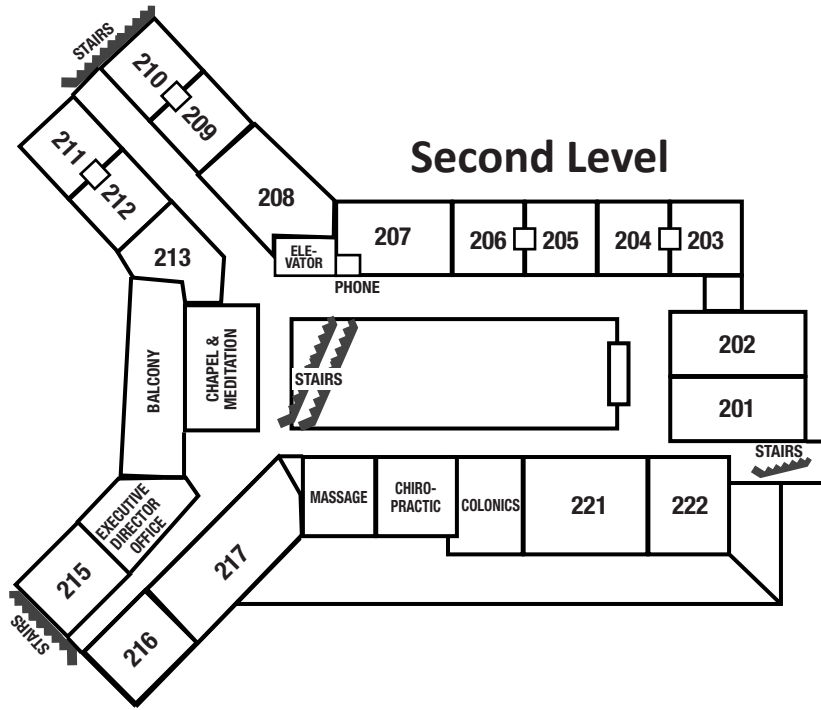 Second Level
STAIRS
210
209
208
211
212
213
ELE-
VATOR
PHONE
207
206
205
204
203
202
201
STAIRS
STAIRS
BALCONY
CHAPEL &
MEDITATION
EXECUTIVE
DIRECTOR
OFFICE
215
STAIRS
216
217
MASSAGE
CHIRO-
PRACTIC
COLONICS
221
222